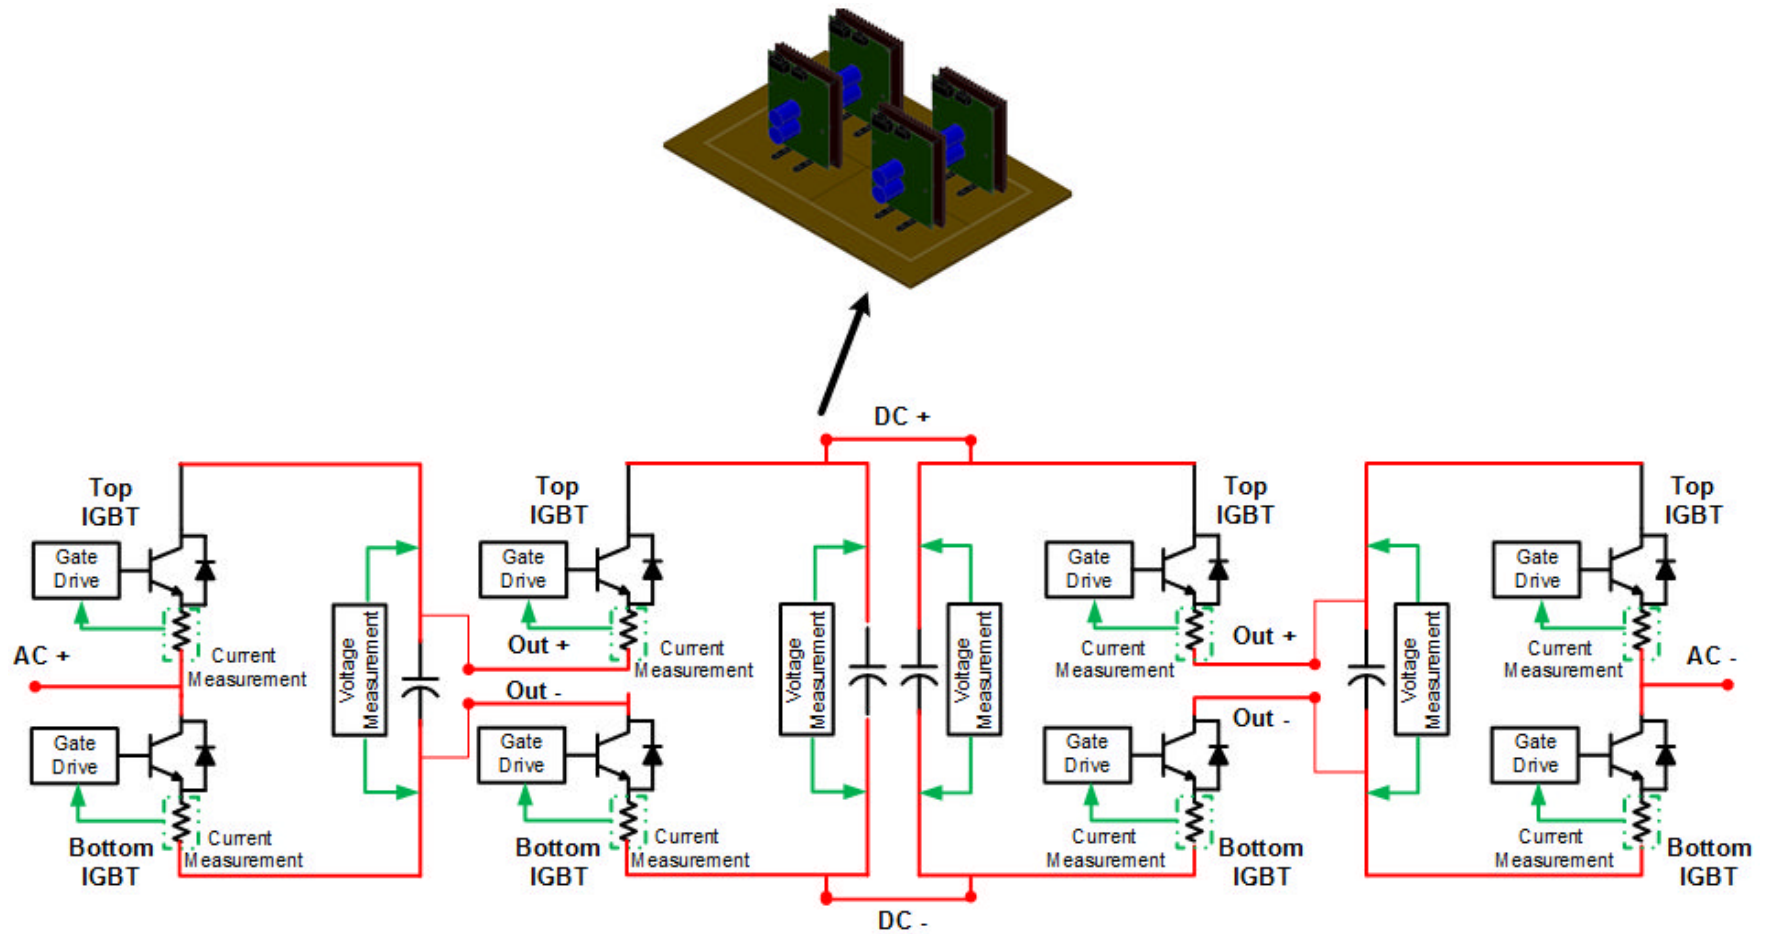 DC +
Top
IGBT
Gate
Drive
Current
Measurement
AC +
Gate
Drive
Bottom
IGBT
Current
Measurement
Voltage
Measurement
Top
IGBT
Gate
Drive
Out +
Current
Measurement
Out -
Gate
Drive
Bottom
IGBT
Current
Measurement
Voltage
Measurement
Voltage
Measurement
Top
IGBT
Gate
Drive
Current
Measurement
Out +
Out -
Gate
Drive
Current
Measurement
Bottom
IGBT
Voltage
Measurement
Top
IGBT
Gate
Drive
Current
Measurement
AC -
Gate
Drive
Current
Measurement
Bottom
IGBT
DC -